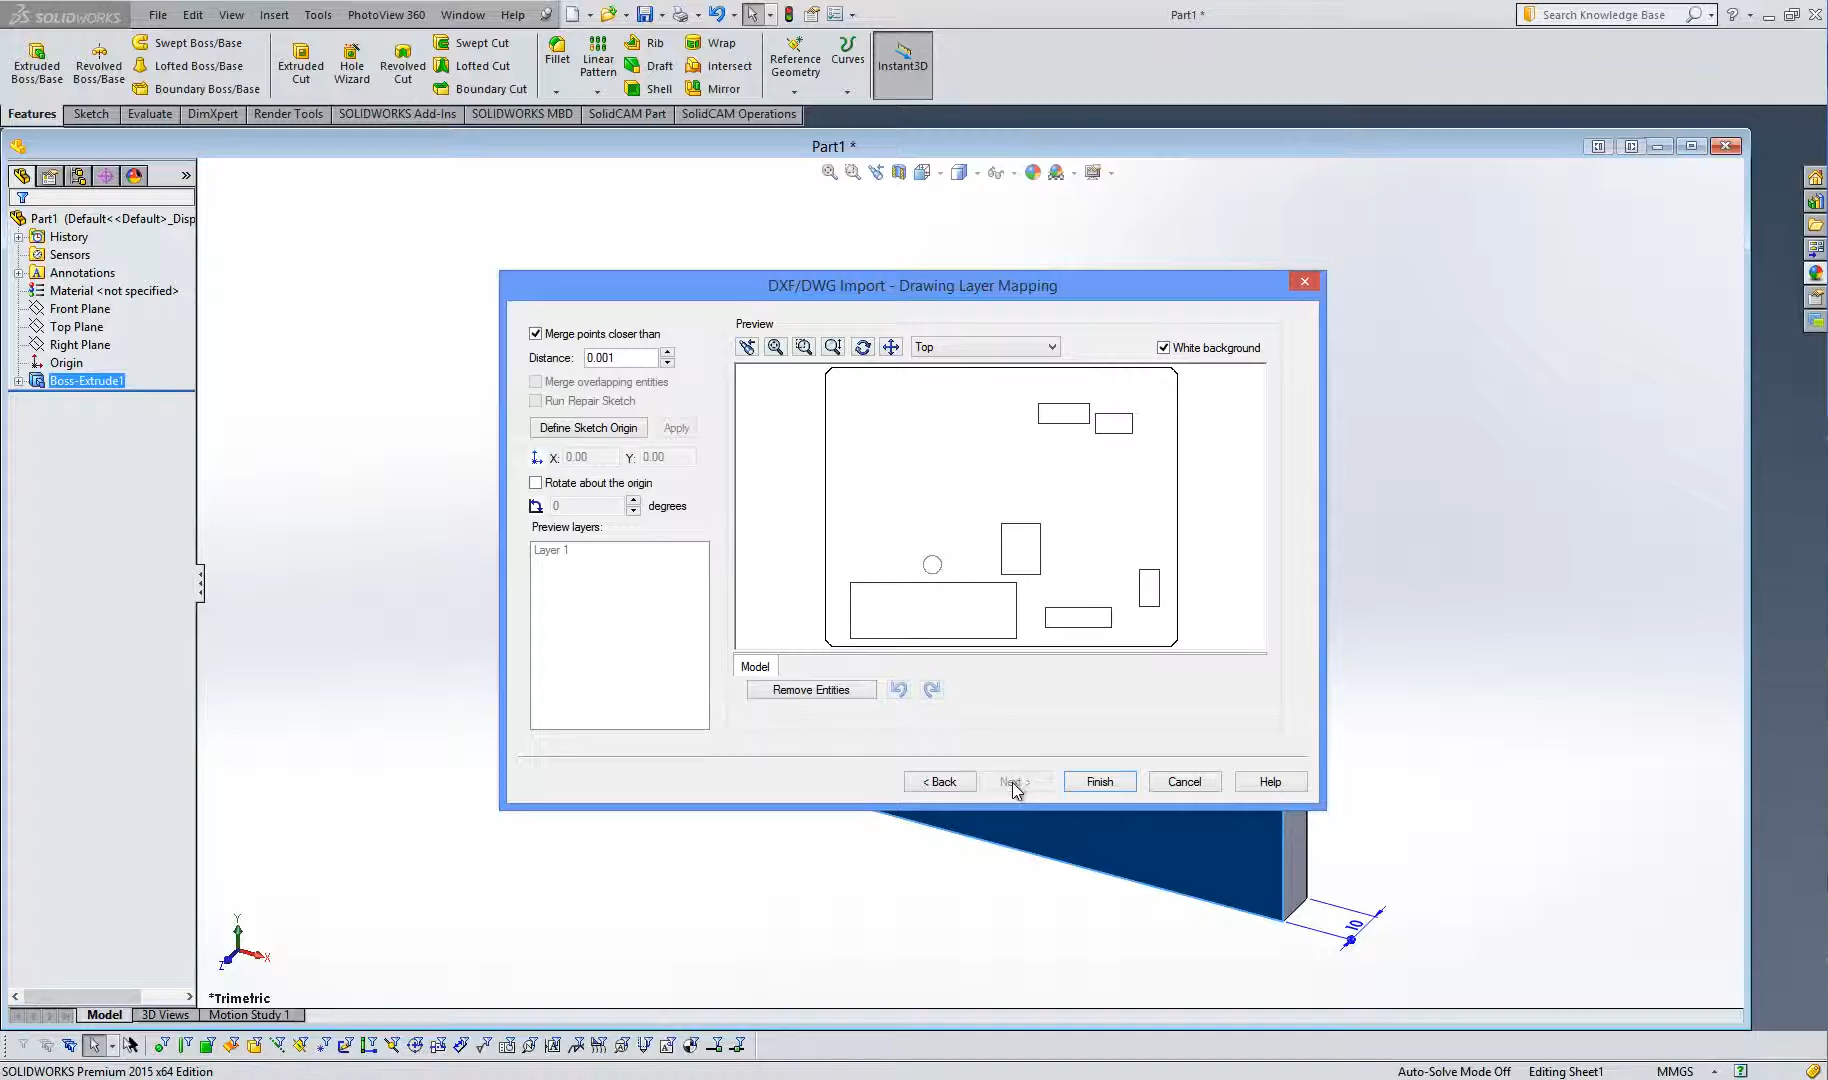 SOLIDWORKS File Edit View Insert Tools PhotoView 360 Window Help Part1 * Search Knowledge Base
Extruded Boss/Base
Revolved Boss/Base
Swept Boss/Base
Lofted Boss/Base
Boundary Boss/Base
Extruded Cut
Hole Wizard
Revolved Cut
Swept Cut
Lofted Cut
Boundary Cut
Fillet
Linear Pattern
Rib
Draft
Shell
Wrap
Intersect
Mirror
Reference Geometry
Curves
Instant3D
Features Sketch Evaluate DimXpert Render Tools SOLIDWORKS Add-Ins SOLIDWORKS MBD SolidCAM Part SolidCAM Operations
Part1 *
Part1 (Default<<Default>_Disp
History
Sensors
Annotations
Material <not specified>
Front Plane
Top Plane
Right Plane
Origin
Boss-Extrude1
DXF/DWG Import - Drawing Layer Mapping
Merge points closer than
Distance: 0.001
Merge overlapping entities
Run Repair Sketch
Define Sketch Origin Apply
X: 0.00 Y: 0.00
Rotate about the origin
0 degrees
Preview layers:
Layer 1
Preview
Top White background
Model
Remove Entities
< Back Next > Finish Cancel Help
10
Y
X
Z
*Trimetric
Model 3D Views Motion Study 1
SOLIDWORKS Premium 2015 x64 Edition Auto-Solve Mode Off Editing Sheet1 MMGS